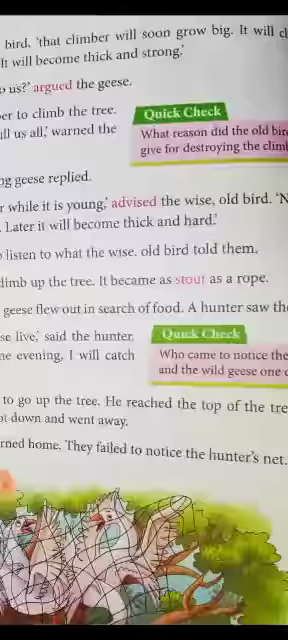 bird, 'that climber will soon grow big. It will cl
It will become thick and strong.'
o us?' argued the geese.
er to climb the tree.
ill us all,' warned the
Quick Check
What reason did the old bir
give for destroying the climb
ng geese replied.
r while it is young,' advised the wise, old bird. 'N
. Later it will become thick and hard.'
o listen to what the wise, old bird told them.
limb up the tree. It became as stout as a rope.
geese flew out in search of food. A hunter saw the
se live,' said the hunter.
ne evening, I will catch
Quick Check
Who came to notice the
and the wild geese one
to go up the tree. He reached the top of the tre
ot down and went away.
rned home. They failed to notice the hunter's net.